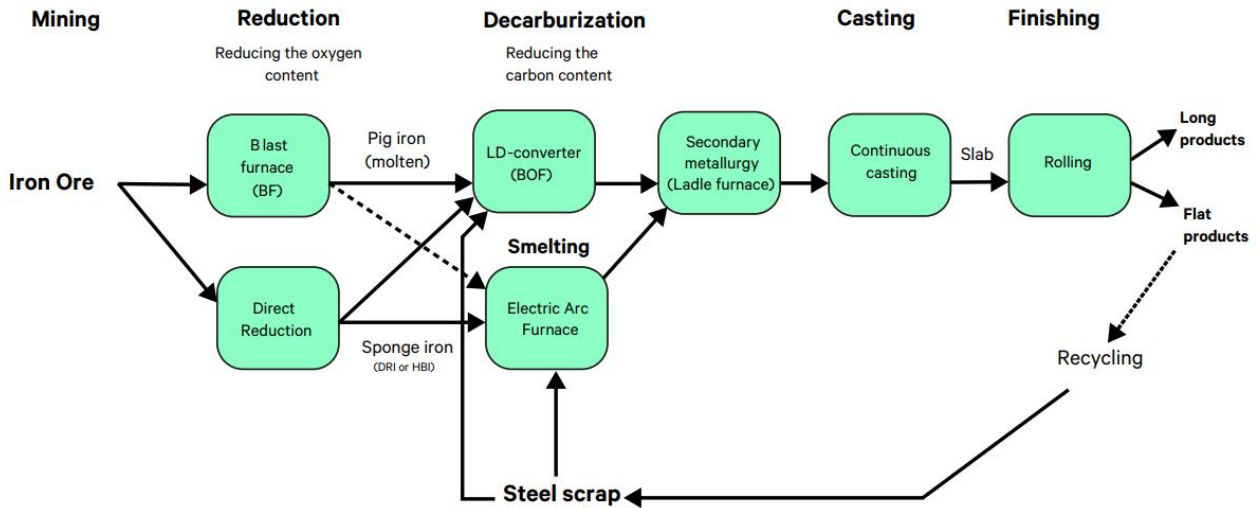 Mining
Reduction
Decarburization
Casting
Finishing
Reducing the oxygen
content
Reducing the
carbon content
Iron Ore
Blast
furnace
(BF)
Pig iron
(molten)
LD-converter
(BOF)
Secondary
metallurgy
(Ladle furnace)
Continuous
casting
Slab
Rolling
Long
products
Flat
products
Smelting
Direct
Reduction
Sponge iron
(DRI or HBI)
Electric Arc
Furnace
Recycling
Steel scrap